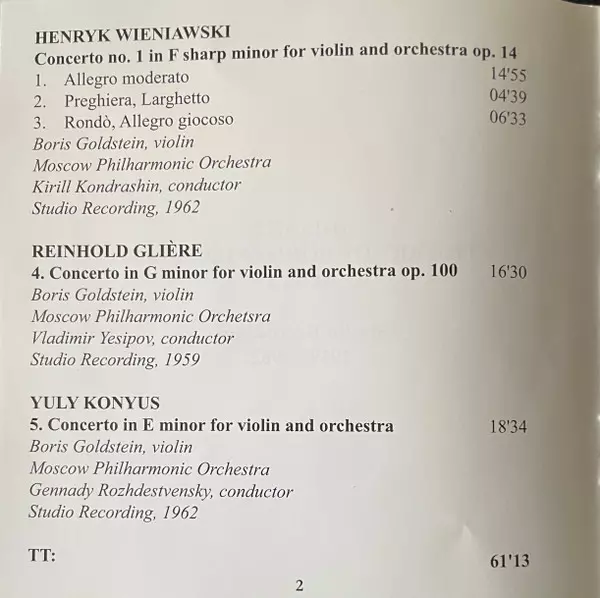 HENRYK WIENIAWSKI
Concerto no. 1 in F sharp minor for violin and orchestra op. 14
1. Allegro moderato 14'55
2. Preghiera, Larghetto 04'39
3. Rondò, Allegro giocoso 06'33
Boris Goldstein, violin
Moscow Philharmonic Orchestra
Kirill Kondrashin, conductor
Studio Recording, 1962
REINHOLD GLIÈRE
4. Concerto in G minor for violin and orchestra op. 100 16'30
Boris Goldstein, violin
Moscow Philharmonic Orchetsra
Vladimir Yesipov, conductor
Studio Recording, 1959
YULY KONYUS
5. Concerto in E minor for violin and orchestra 18'34
Boris Goldstein, violin
Moscow Philharmonic Orchestra
Gennady Rozhdestvensky, conductor
Studio Recording, 1962
TT: 61'13
2